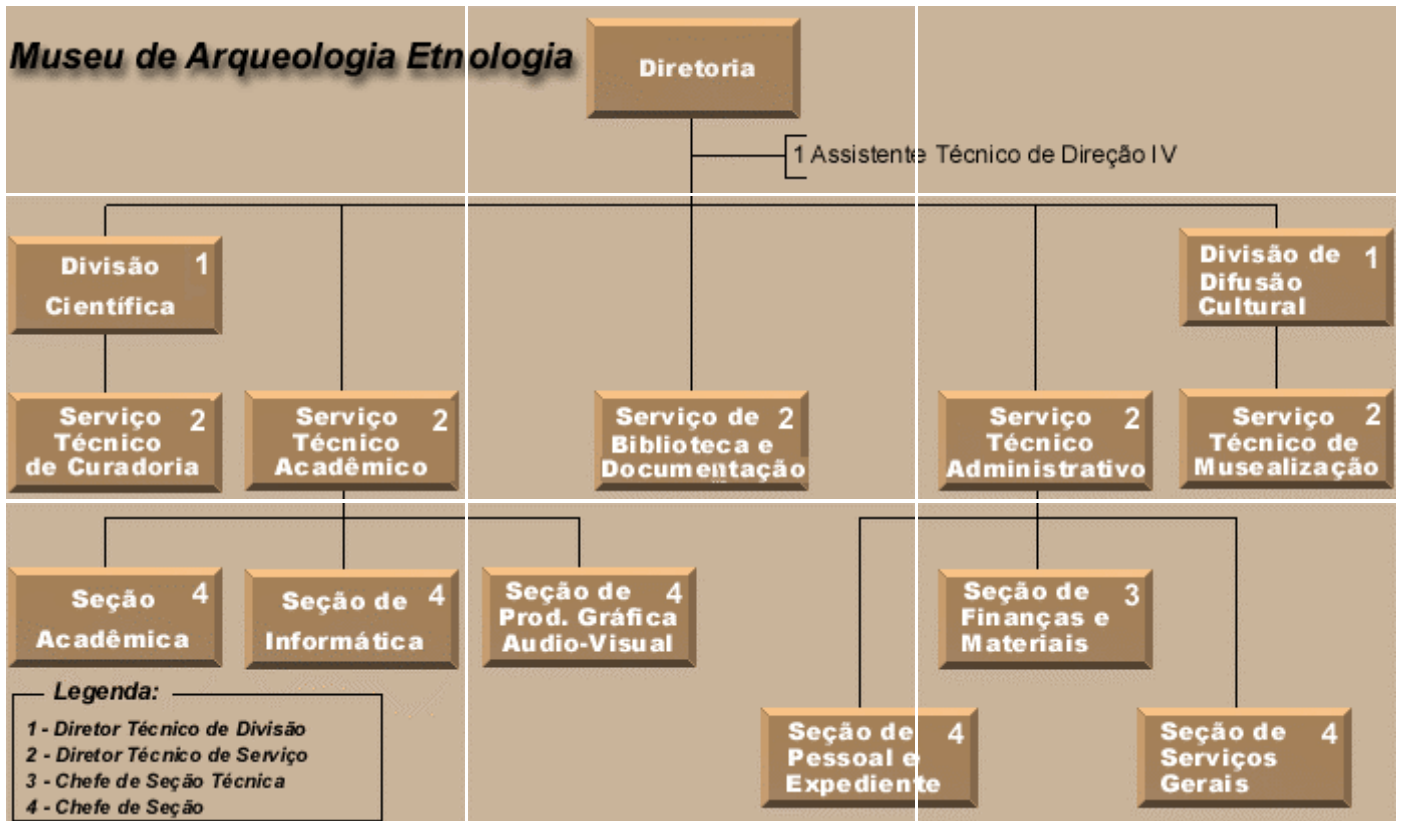 Museu de Arqueologia Etnologia
Diretoria
1 Assistente Técnico de Direção IV
Divisão 1
Científica
Divisão de 1
Difusão
Cultural
Serviço 2
Técnico
de Curadoria
Serviço 2
Técnico
Acadêmico
Serviço de 2
Biblioteca e
Documentação
Serviço 2
Técnico
Administrativo
Serviço 2
Técnico de
Musealização
Seção 4
Acadêmica
Seção de 4
Informática
Seção de 4
Prod. Gráfica
Audio-Visual
Seção de 3
Finanças e
Materiais
Seção de 4
Pessoal e
Expediente
Seção de 4
Serviços
Gerais
Legenda:
1 - Diretor Técnico de Divisão
2 - Diretor Técnico de Serviço
3 - Chefe de Seção Técnica
4 - Chefe de Seção